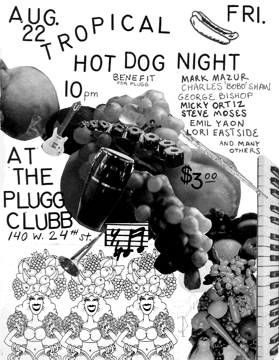 AUG.
22
FRI.
TROPICAL
HOT DOG NIGHT
BENEFIT
FOR PLUGG
10pm
MARK MAZUR
CHARLES 'BOBO' SHAW
GEORGE BISHOP
MICKY ORTIZ
STEVE MOSES
EMIL YAON
LORI EASTSIDE
AND MANY
OTHERS
$3.00
AT
THE
PLUGG
CLUBB
140 W. 24TH st.